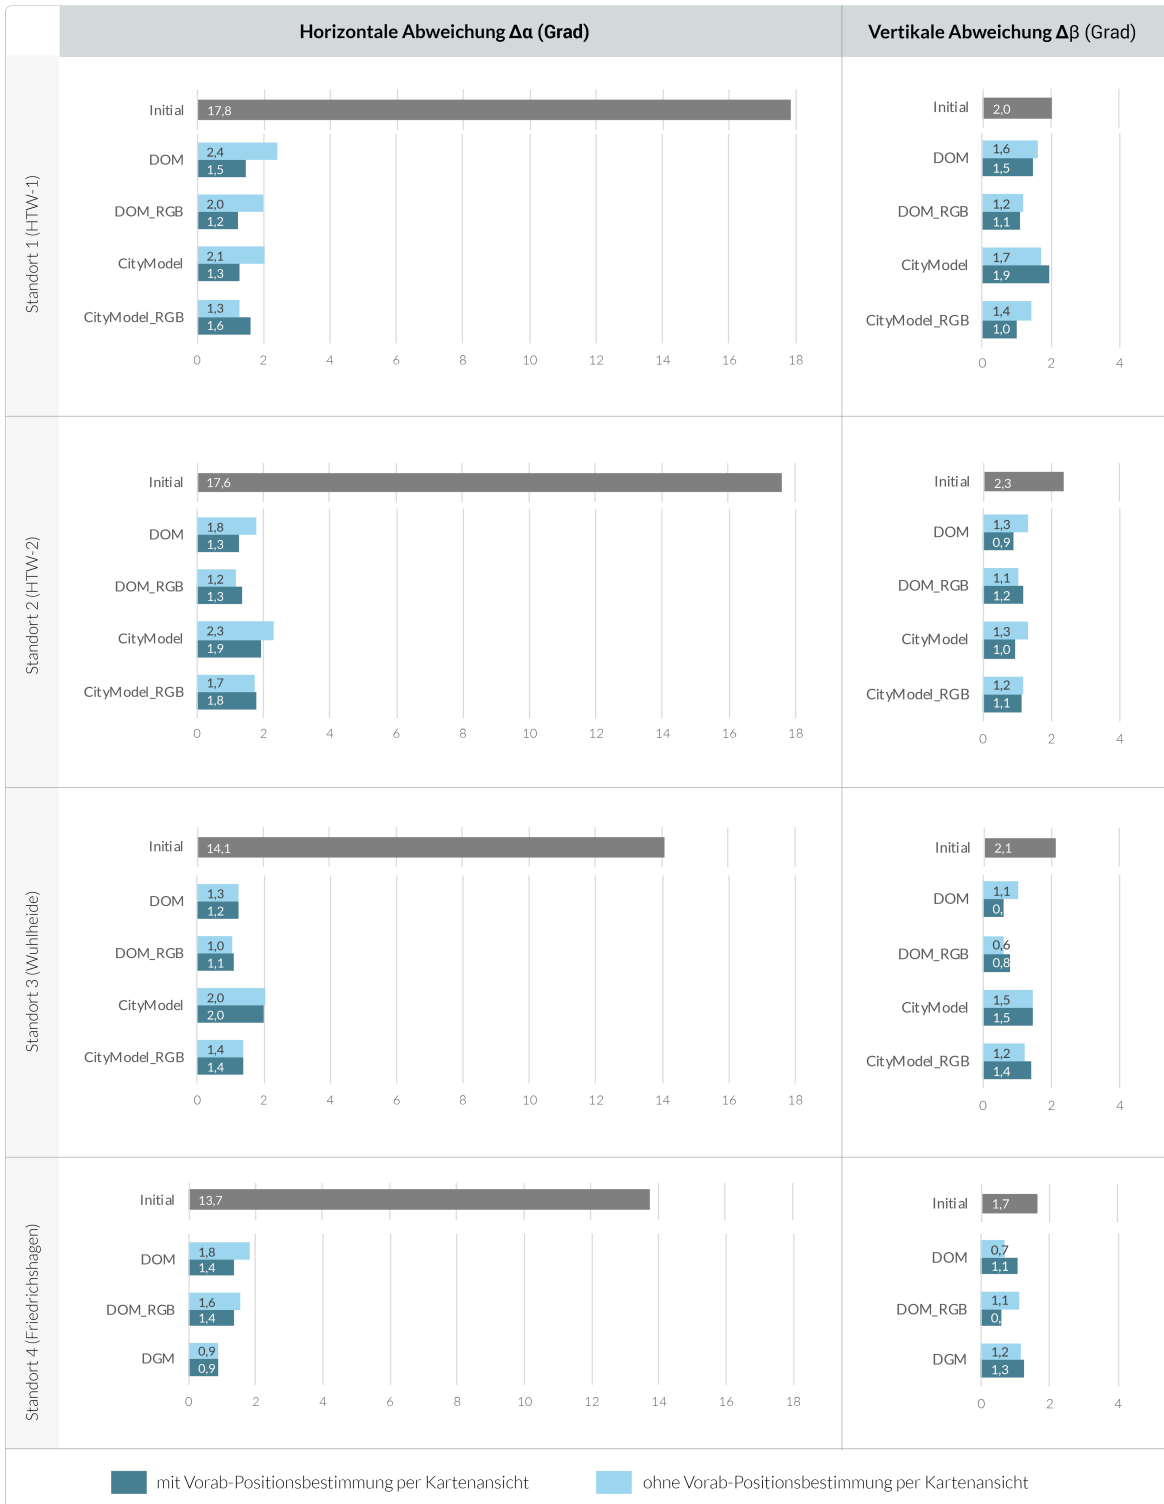 Horizontale Abweichung Δα (Grad)
Vertikale Abweichung Δβ (Grad)
Standort 1 (HTW-1)
Initial
17,8
DOM
2,4
1,5
DOM_RGB
2,0
1,2
CityModel
2,1
1,3
CityModel_RGB
1,3
1,6
0 2 4 6 8 10 12 14 16 18
Initial
2,0
DOM
1,6
1,5
DOM_RGB
1,2
1,1
CityModel
1,7
1,9
CityModel_RGB
1,4
1,0
0 2 4
Standort 2 (HTW-2)
Initial
17,6
DOM
1,8
1,3
DOM_RGB
1,2
1,3
CityModel
2,3
1,9
CityModel_RGB
1,7
1,8
0 2 4 6 8 10 12 14 16 18
Initial
2,3
DOM
1,3
0,9
DOM_RGB
1,1
1,2
CityModel
1,3
1,0
CityModel_RGB
1,2
1,1
0 2 4
Standort 3 (Wuhlheide)
Initial
14,1
DOM
1,3
1,2
DOM_RGB
1,0
1,1
CityModel
2,0
2,0
CityModel_RGB
1,4
1,4
0 2 4 6 8 10 12 14 16 18
Initial
2,1
DOM
1,1
0,
DOM_RGB
0,6
0,8
CityModel
1,5
1,5
CityModel_RGB
1,2
1,4
0 2 4
Standort 4 (Friedrichshagen)
Initial
13,7
DOM
1,8
1,4
DOM_RGB
1,6
1,4
DGM
0,9
0,9
0 2 4 6 8 10 12 14 16 18
Initial
1,7
DOM
0,7
1,1
DOM_RGB
1,1
0,
DGM
1,2
1,3
0 2 4
mit Vorab-Positionsbestimmung per Kartenansicht
ohne Vorab-Positionsbestimmung per Kartenansicht